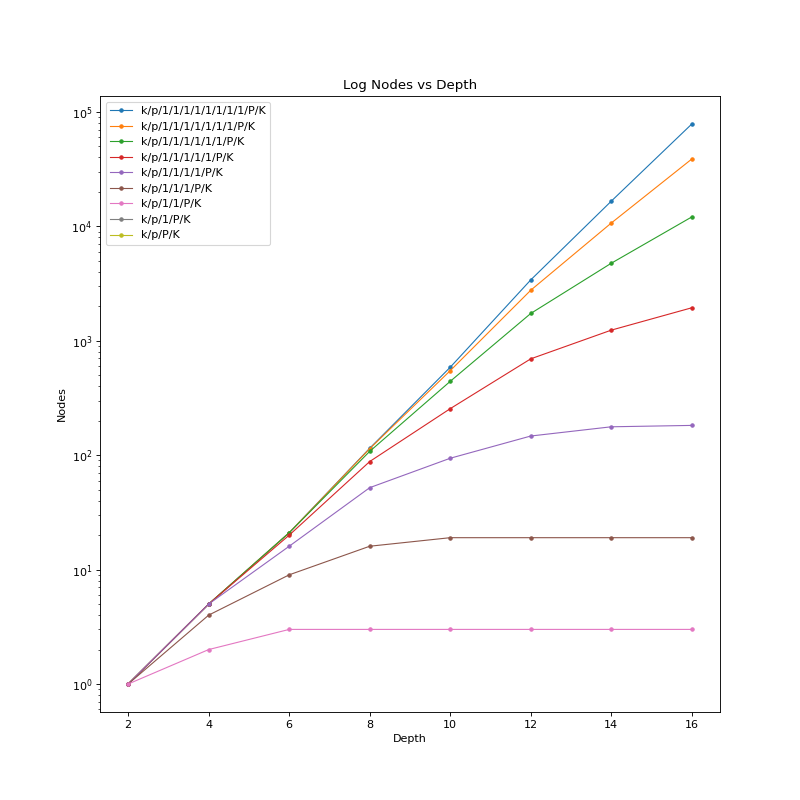 Log Nodes vs Depth
k/p/1/1/1/1/1/1/1/1/P/K
k/p/1/1/1/1/1/1/1/P/K
k/p/1/1/1/1/1/1/P/K
k/p/1/1/1/1/1/P/K
k/p/1/1/1/1/P/K
k/p/1/1/1/P/K
k/p/1/1/P/K
k/p/1/P/K
k/p/P/K
10^5
10^4
10^3
10^2
10^1
10^0
Nodes
2 4 6 8 10 12 14 16
Depth